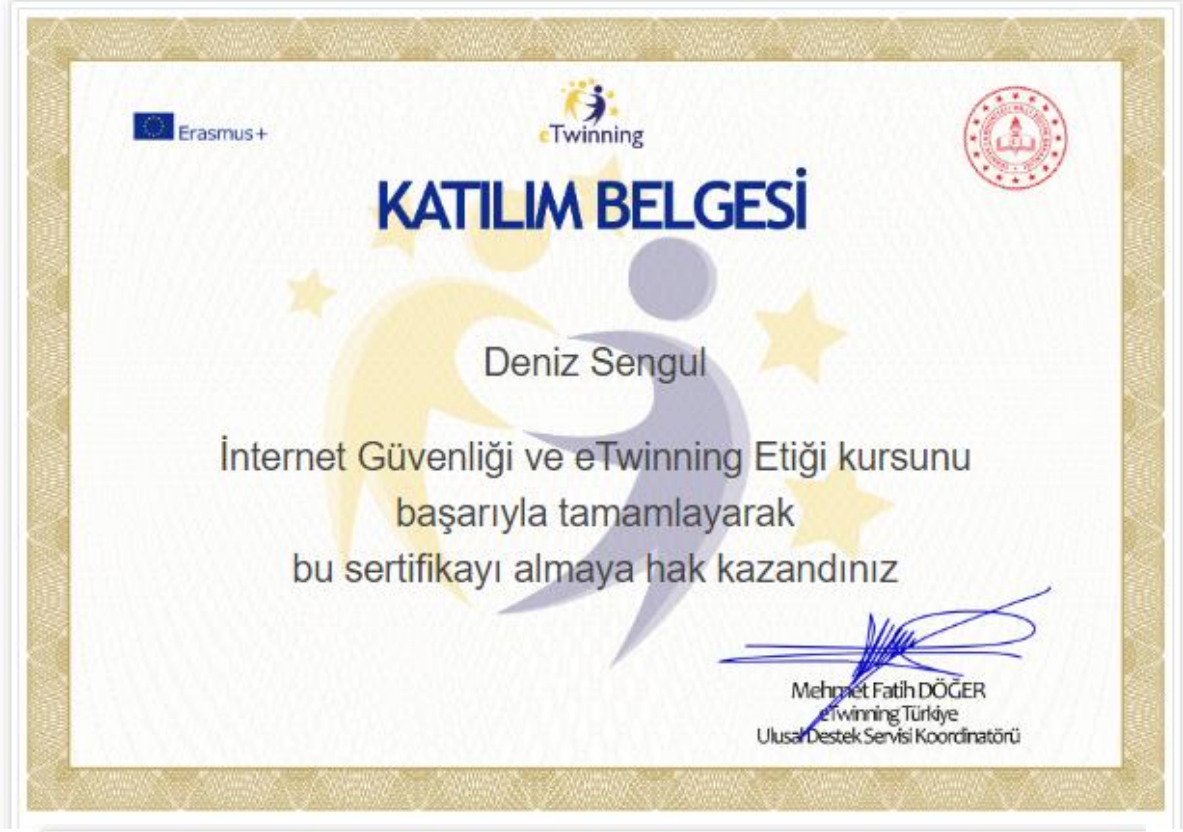 Erasmus+
eTwinning
KATILIM BELGESİ
Deniz Sengul
İnternet Güvenliği ve eTwinning Etiği kursunu
başarıyla tamamlayarak
bu sertifikayı almaya hak kazandınız
Mehmet Fatih DÖĞER
eTwinning Türkiye
Ulusal Destek Servisi Koordinatörü